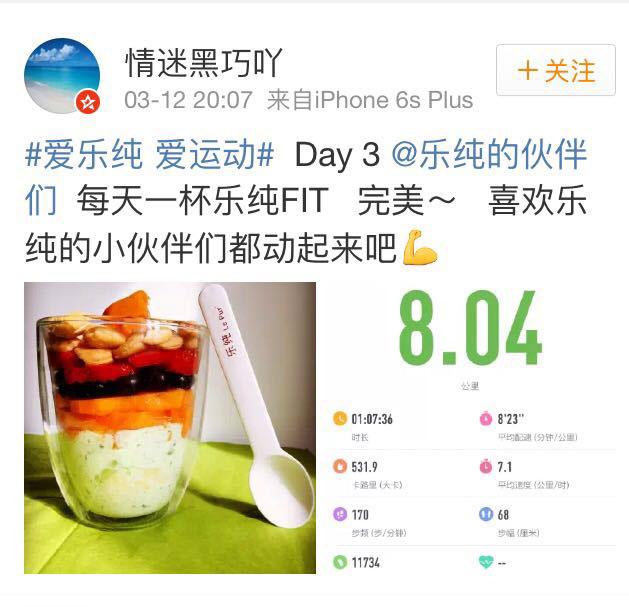 情迷黑巧吖
+关注
03-12 20:07 来自iPhone 6s Plus
#爱乐纯 爱运动# Day 3 @乐纯的伙伴
们 每天一杯乐纯FIT 完美～ 喜欢乐
纯的小伙伴们都动起来吧💪
乐纯 Le Pur
8.04
公里
01:07:36
时长
8'23"
平均配速 (分钟/公里)
531.9
卡路里 (大卡)
7.1
平均速度 (公里/时)
170
步频 (步/分钟)
68
步幅 (厘米)
11734
--